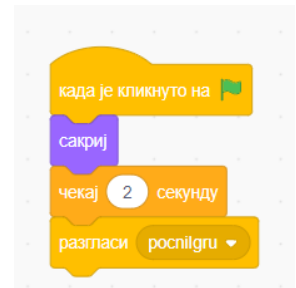 када је кликнуто на
сакриј
чекај 2 секунду
разгласи pocnilgru